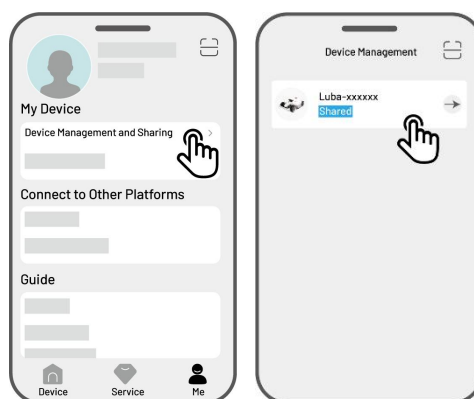 My Device
Device Management and Sharing
Connect to Other Platforms
Guide
Device
Service
Me
Device Management
Luba-xxxxxx
Shared